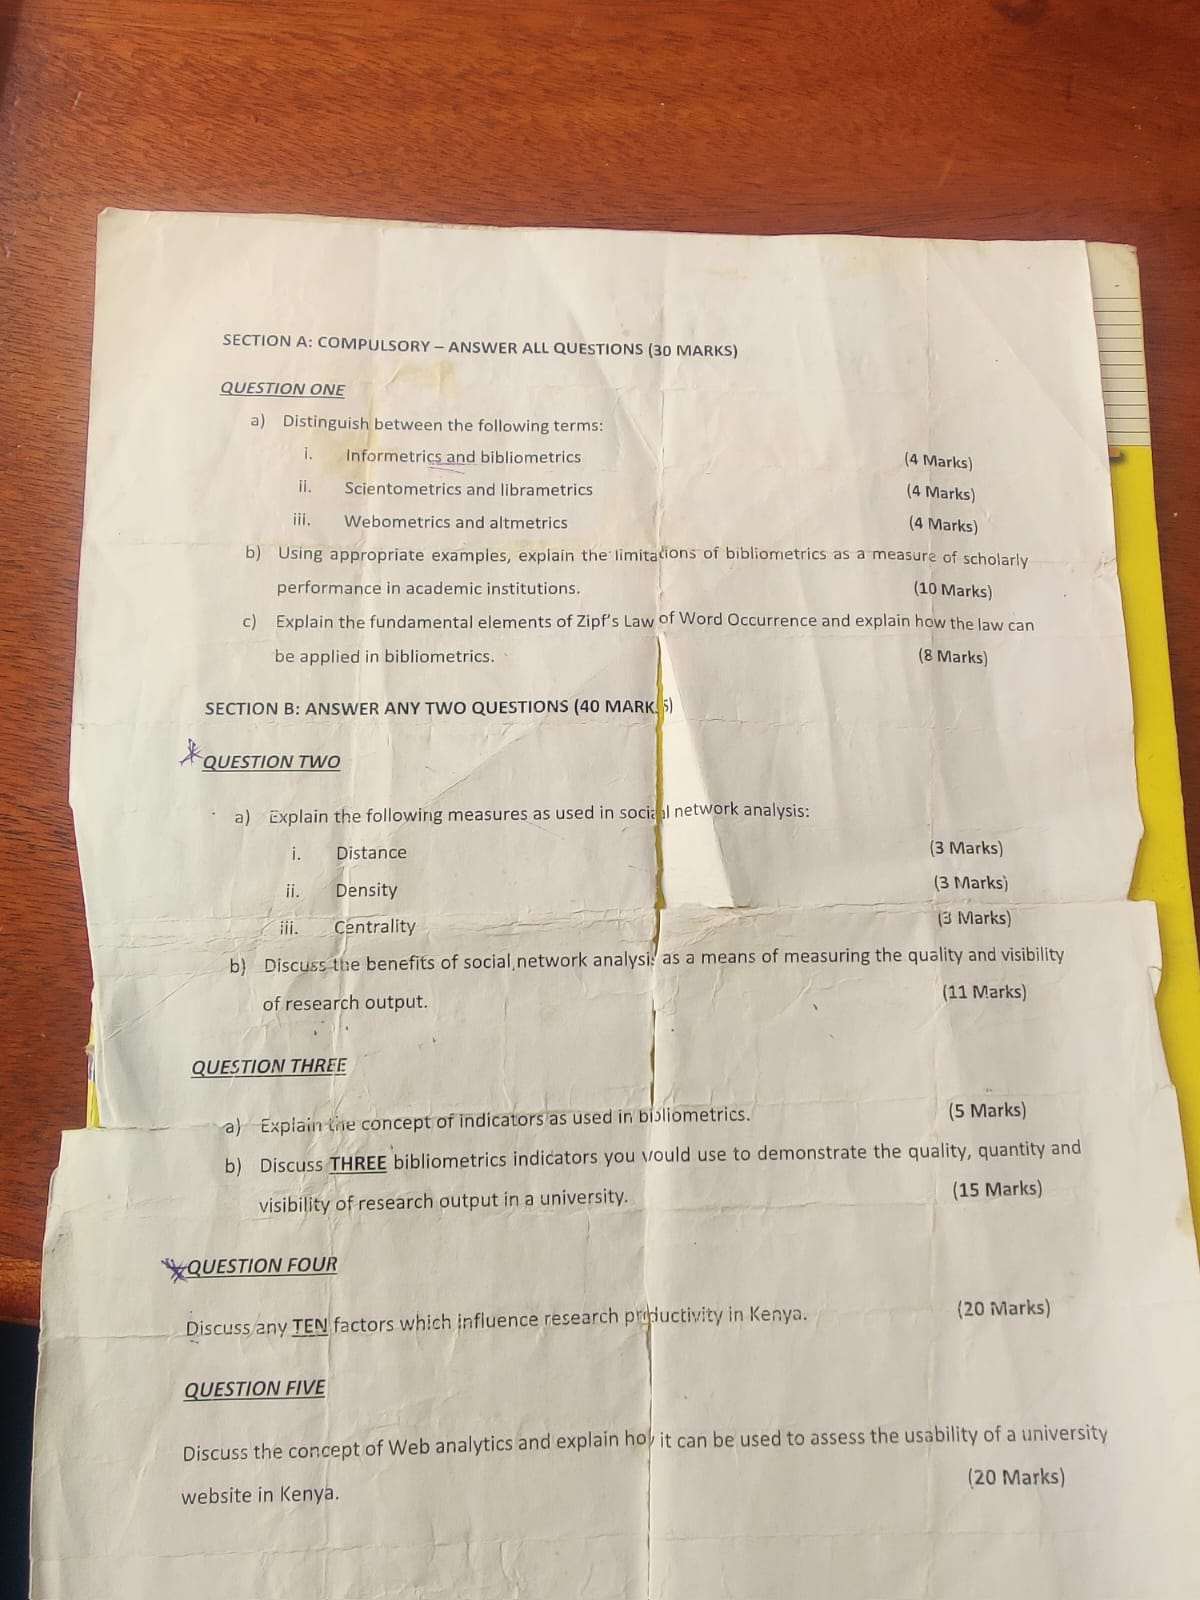 SECTION A: COMPULSORY – ANSWER ALL QUESTIONS (30 MARKS)
QUESTION ONE
a) Distinguish between the following terms:
i. Informetrics and bibliometrics (4 Marks)
ii. Scientometrics and librametrics (4 Marks)
iii. Webometrics and altmetrics (4 Marks)
b) Using appropriate examples, explain the limitations of bibliometrics as a measure of scholarly
performance in academic institutions. (10 Marks)
c) Explain the fundamental elements of Zipf's Law of Word Occurrence and explain how the law can
be applied in bibliometrics. (8 Marks)
SECTION B: ANSWER ANY TWO QUESTIONS (40 MARKS)
QUESTION TWO
a) Explain the following measures as used in social network analysis:
i. Distance (3 Marks)
ii. Density (3 Marks)
iii. Centrality (3 Marks)
b) Discuss the benefits of social network analysis as a means of measuring the quality and visibility
of research output. (11 Marks)
QUESTION THREE
a) Explain the concept of indicators as used in bibliometrics. (5 Marks)
b) Discuss THREE bibliometrics indicators you would use to demonstrate the quality, quantity and
visibility of research output in a university. (15 Marks)
QUESTION FOUR
Discuss any TEN factors which influence research productivity in Kenya. (20 Marks)
QUESTION FIVE
Discuss the concept of Web analytics and explain how it can be used to assess the usability of a university
website in Kenya. (20 Marks)